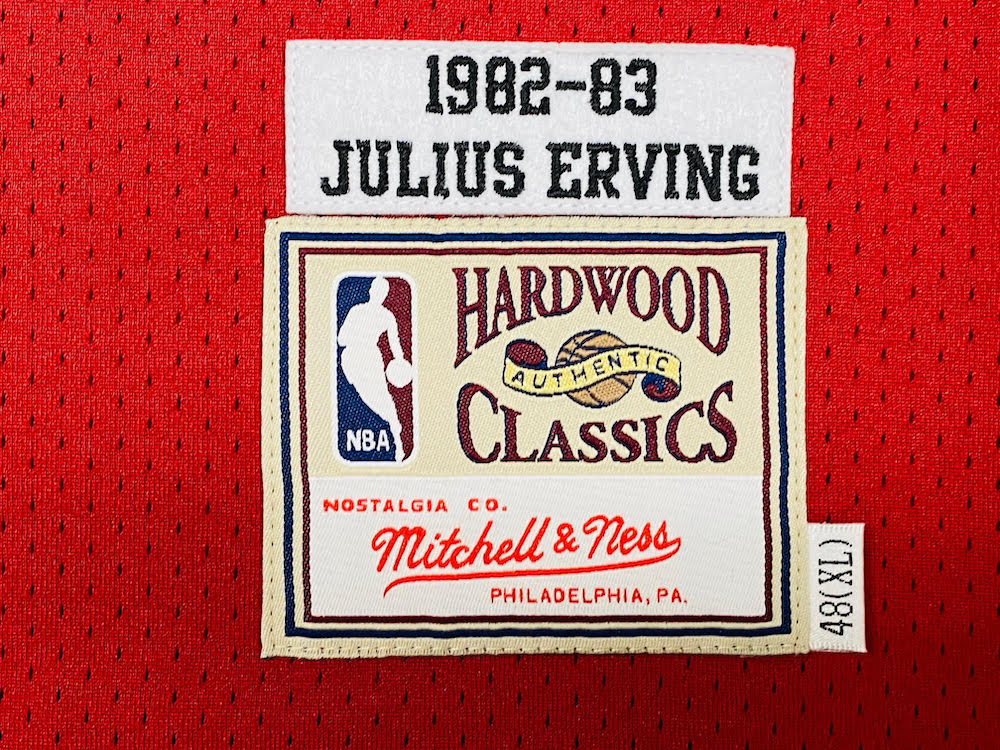 1982-83
JULIUS ERVING
NBA
HARDWOOD
AUTHENTIC
CLASSICS
NOSTALGIA CO.
Mitchell & Ness
PHILADELPHIA, PA.
48(XL)